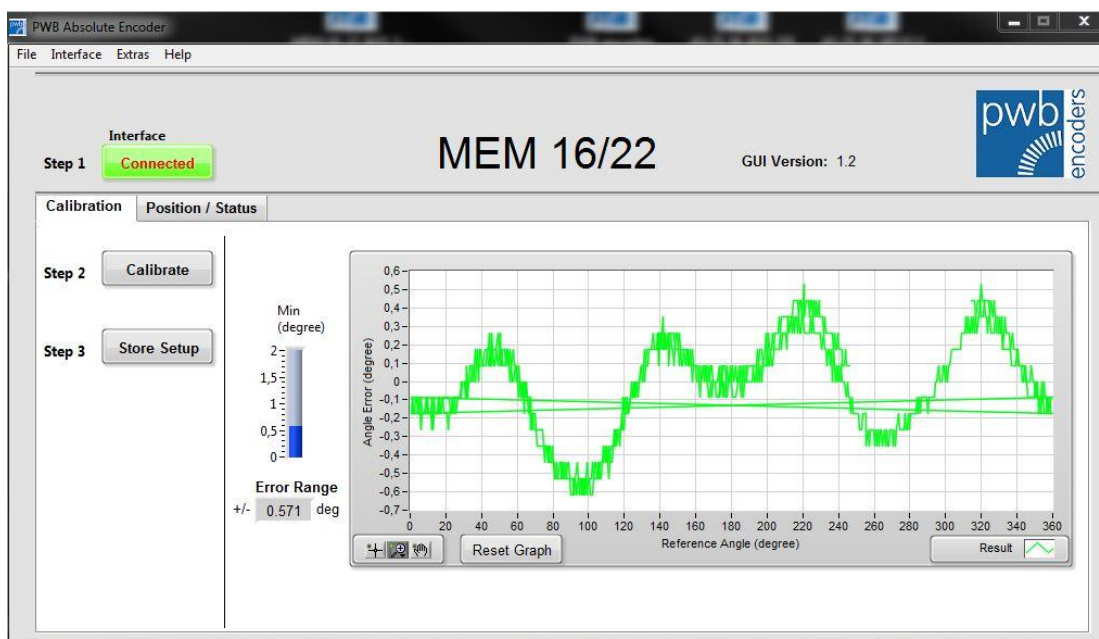 PWB Absolute Encoder
File Interface Extras Help
Interface
Step 1 Connected
MEM 16/22
GUI Version: 1.2
pwb
encoders
Calibration Position / Status
Step 2 Calibrate
Step 3 Store Setup
Min
(degree)
2
1,5
1
0,5
0
Error Range
+/- 0.571 deg
Angle Error (degree)
0,6
0,5
0,4
0,3
0,2
0,1
0
-0,1
-0,2
-0,3
-0,4
-0,5
-0,6
-0,7
0 20 40 60 80 100 120 140 160 180 200 220 240 260 280 300 320 340 360
Reference Angle (degree)
Reset Graph
Result